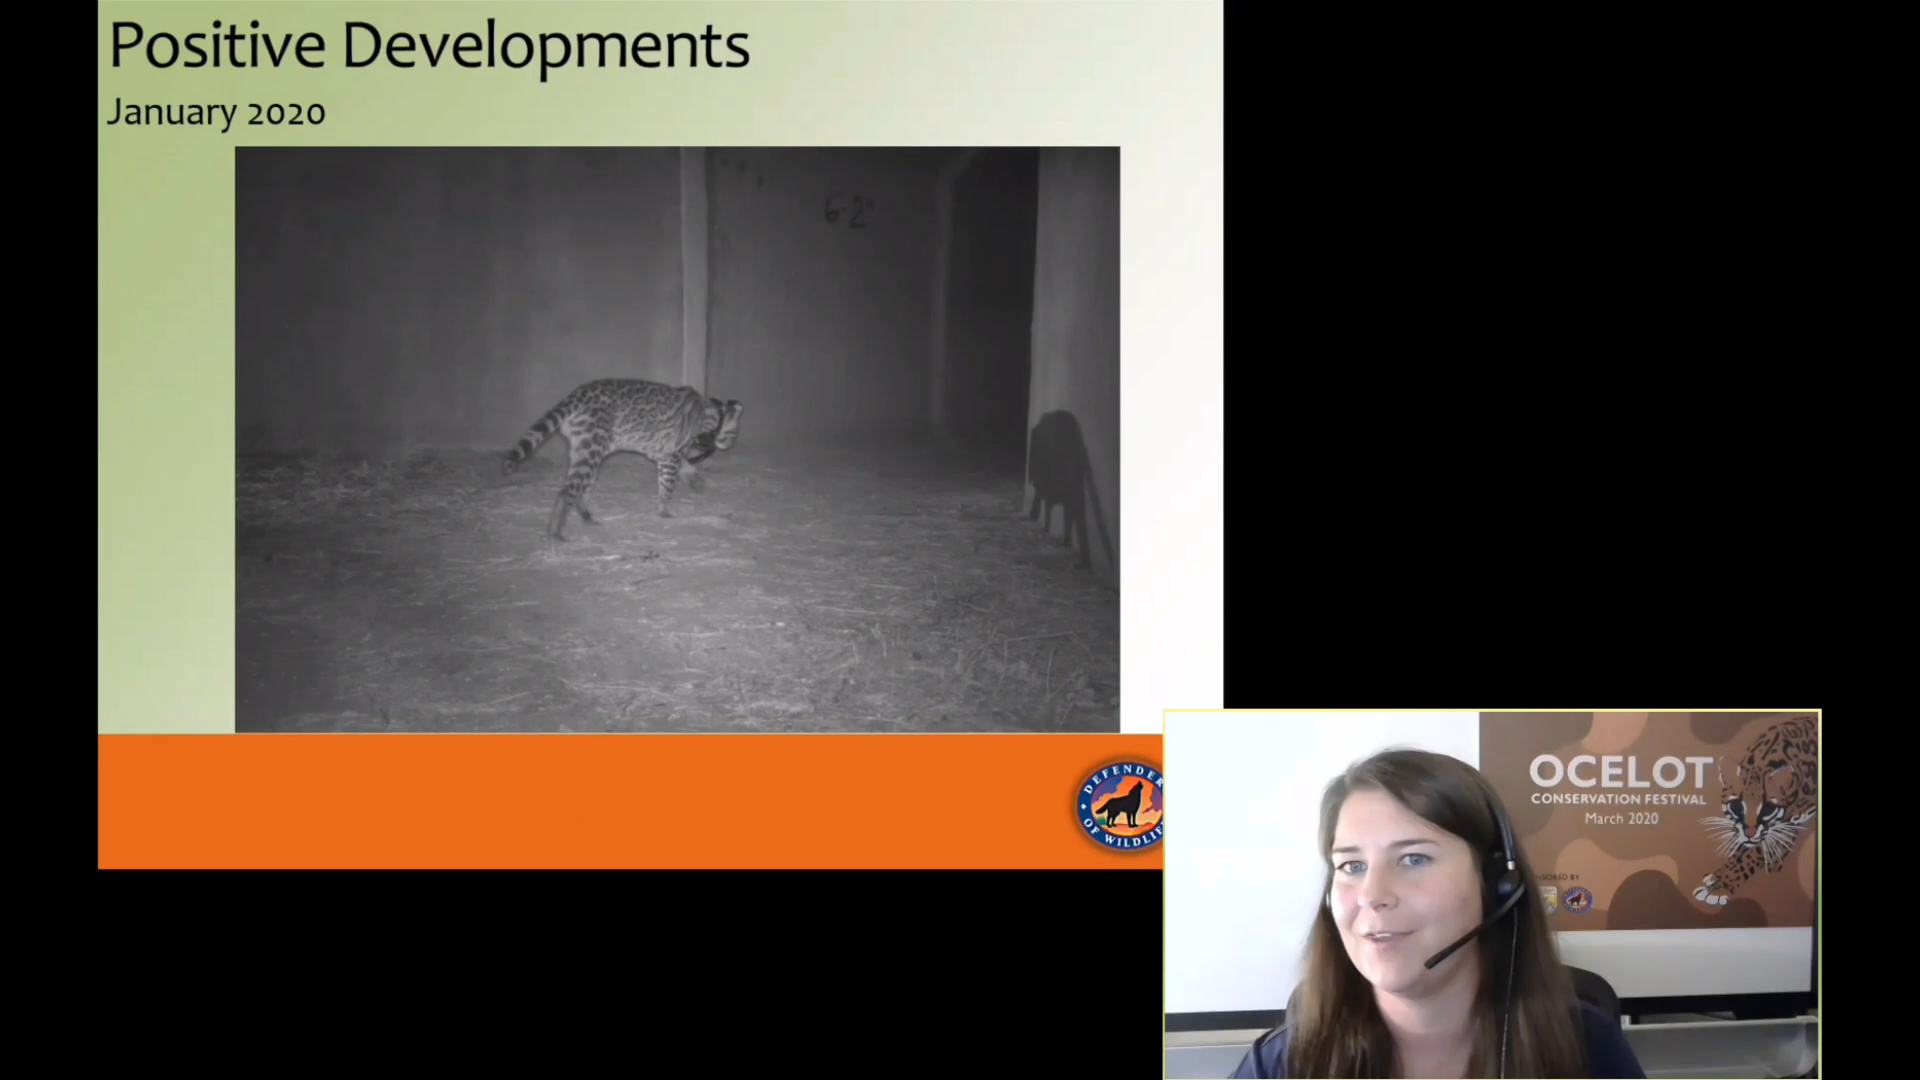 Positive Developments
January 2020
6-2"
DEFENDERS
OF WILDLIFE
OCELOT
CONSERVATION FESTIVAL
March 2020